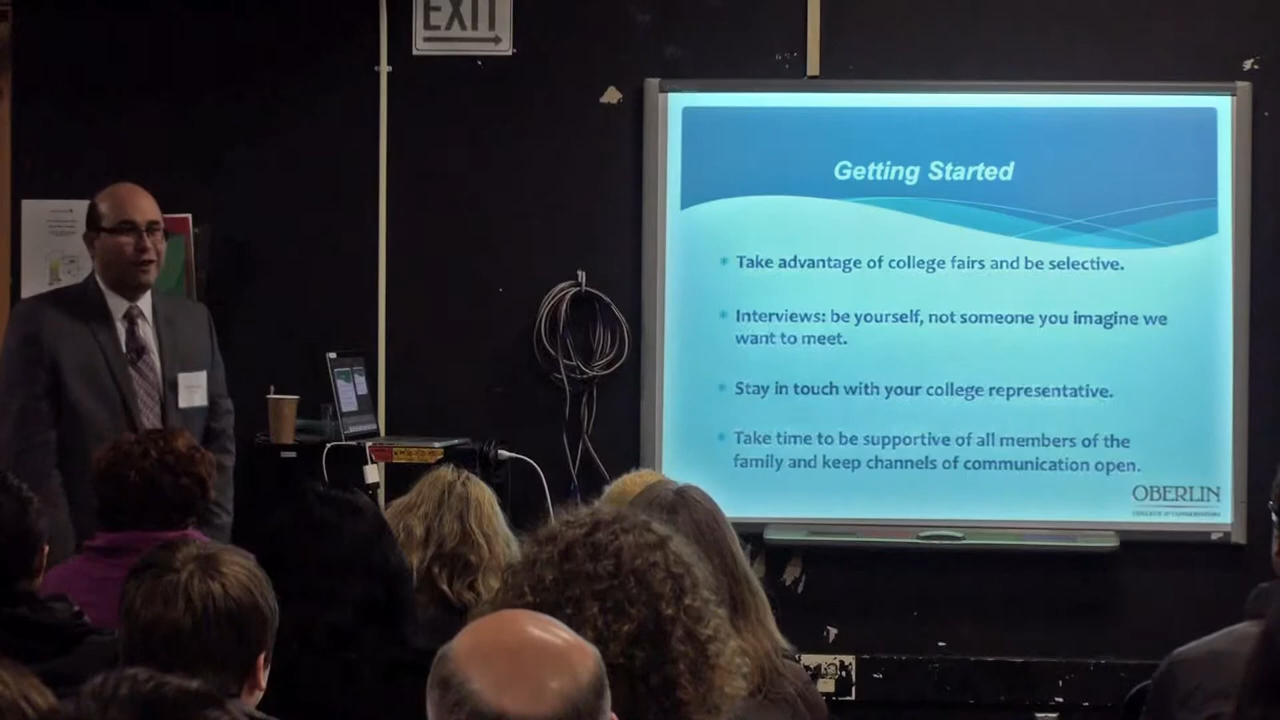 EXIT
Getting Started
Take advantage of college fairs and be selective.
Interviews: be yourself, not someone you imagine we
want to meet.
Stay in touch with your college representative.
Take time to be supportive of all members of the
family and keep channels of communication open.
OBERLIN
COLLEGE & CONSERVATORY